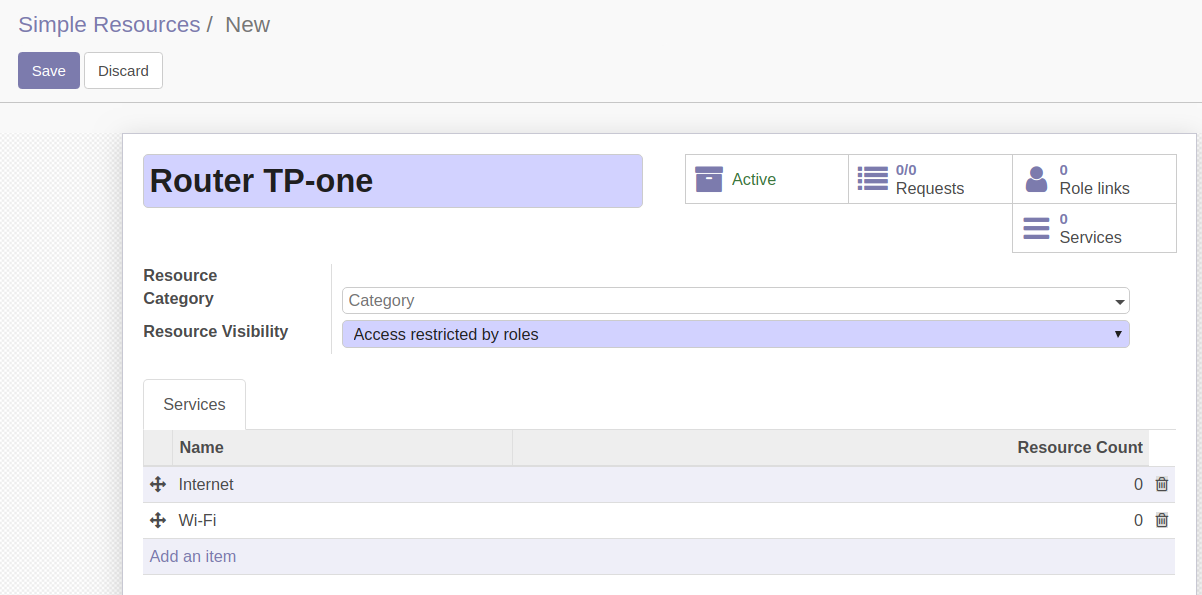 Simple Resources / New
Save Discard
Router TP-one
Active
0/0
Requests
0
Role links
0
Services
Resource
Category
Category
Resource Visibility
Access restricted by roles
Services
Name Resource Count
Internet 0
Wi-Fi 0
Add an item